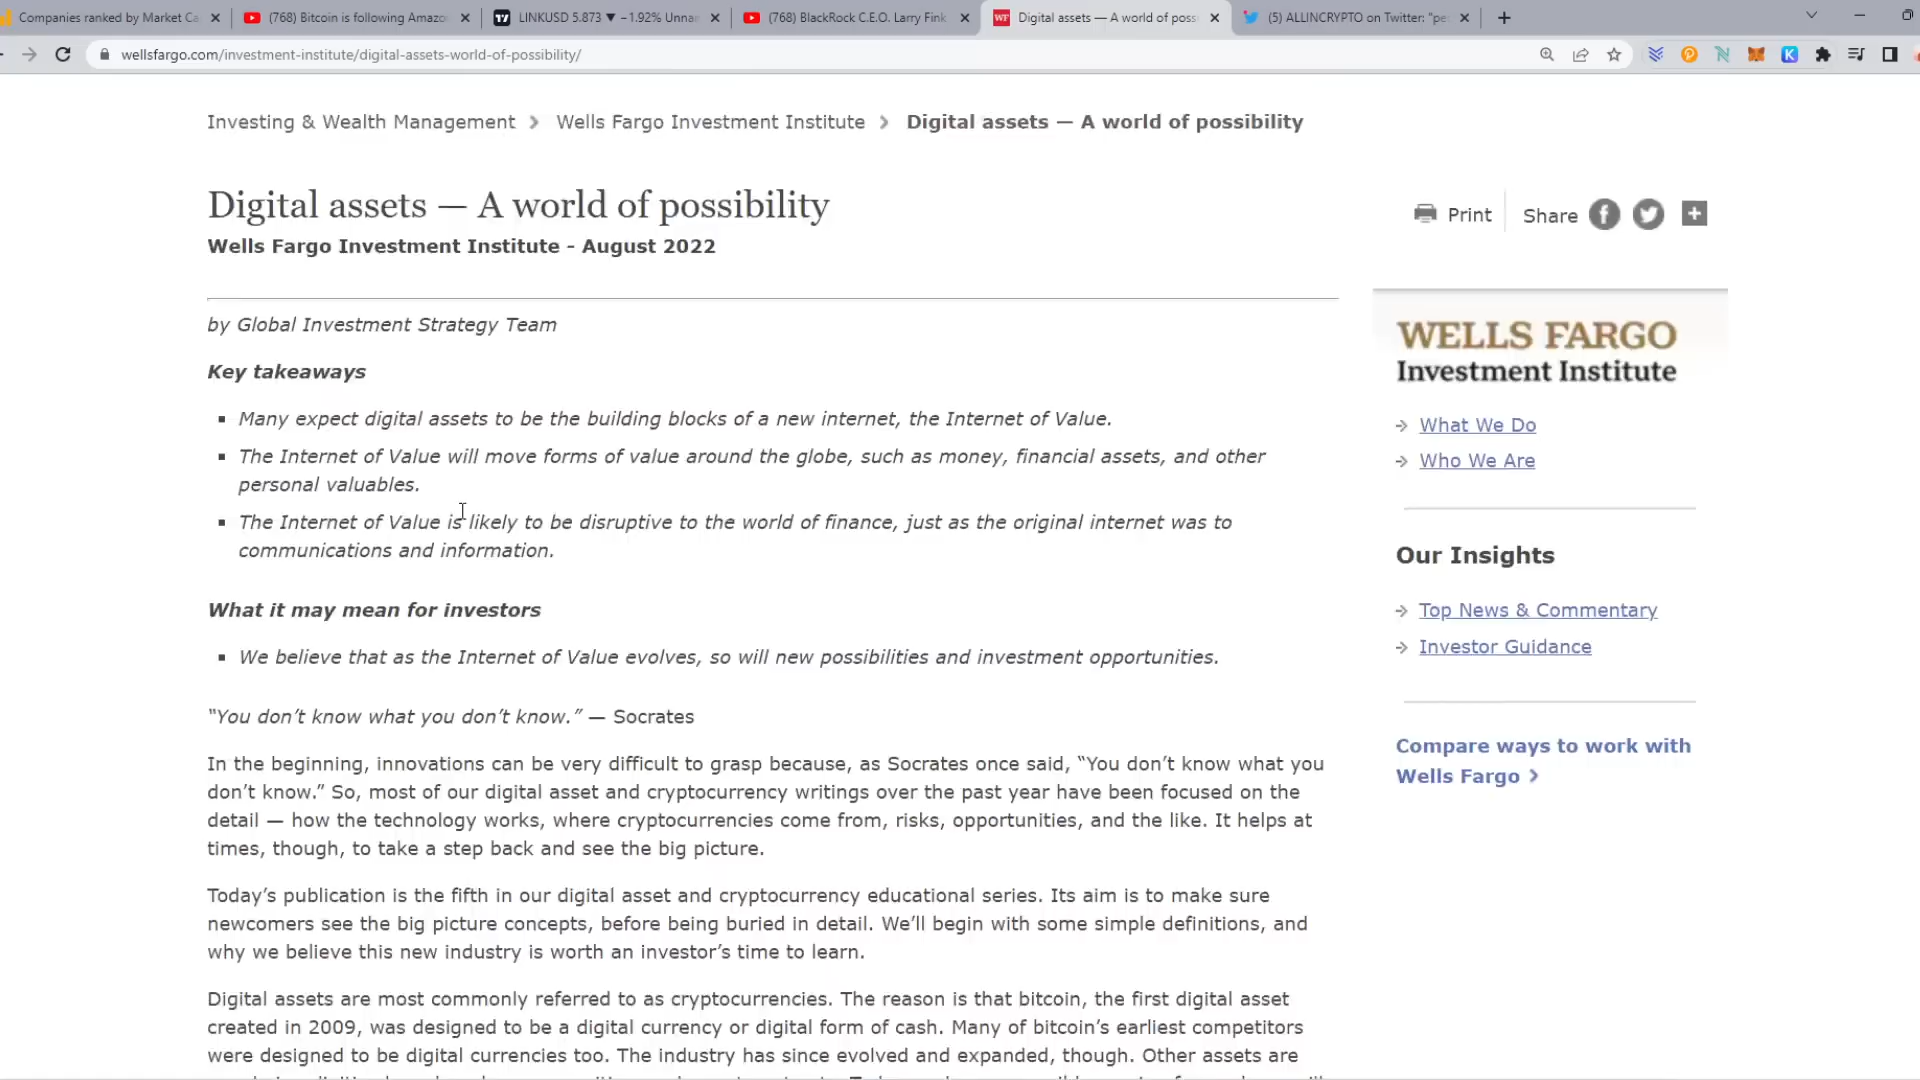 Companies ranked by Market Ca
(768) Bitcoin is following Amazo
LINKUSD 5.873 ▼ −1.92% Unna
(768) BlackRock C.E.O. Larry Fink
Digital assets — A world of poss
(5) ALLINCRYPTO on Twitter: "pe
wellsfargo.com/investment-institute/digital-assets-world-of-possibility/
Investing & Wealth Management > Wells Fargo Investment Institute > Digital assets — A world of possibility
Digital assets — A world of possibility
Wells Fargo Investment Institute - August 2022
Print
Share
by Global Investment Strategy Team
Key takeaways
▪ Many expect digital assets to be the building blocks of a new internet, the Internet of Value.
▪ The Internet of Value will move forms of value around the globe, such as money, financial assets, and other
personal valuables.
▪ The Internet of Value is likely to be disruptive to the world of finance, just as the original internet was to
communications and information.
What it may mean for investors
▪ We believe that as the Internet of Value evolves, so will new possibilities and investment opportunities.
“You don’t know what you don’t know.” — Socrates
In the beginning, innovations can be very difficult to grasp because, as Socrates once said, “You don’t know what you
don’t know.” So, most of our digital asset and cryptocurrency writings over the past year have been focused on the
detail — how the technology works, where cryptocurrencies come from, risks, opportunities, and the like. It helps at
times, though, to take a step back and see the big picture.
Today’s publication is the fifth in our digital asset and cryptocurrency educational series. Its aim is to make sure
newcomers see the big picture concepts, before being buried in detail. We’ll begin with some simple definitions, and
why we believe this new industry is worth an investor’s time to learn.
Digital assets are most commonly referred to as cryptocurrencies. The reason is that bitcoin, the first digital asset
created in 2009, was designed to be a digital currency or digital form of cash. Many of bitcoin’s earliest competitors
were designed to be digital currencies too. The industry has since evolved and expanded, though. Other assets are
WELLS FARGO
Investment Institute
What We Do
Who We Are
Our Insights
Top News & Commentary
Investor Guidance
Compare ways to work with
Wells Fargo >